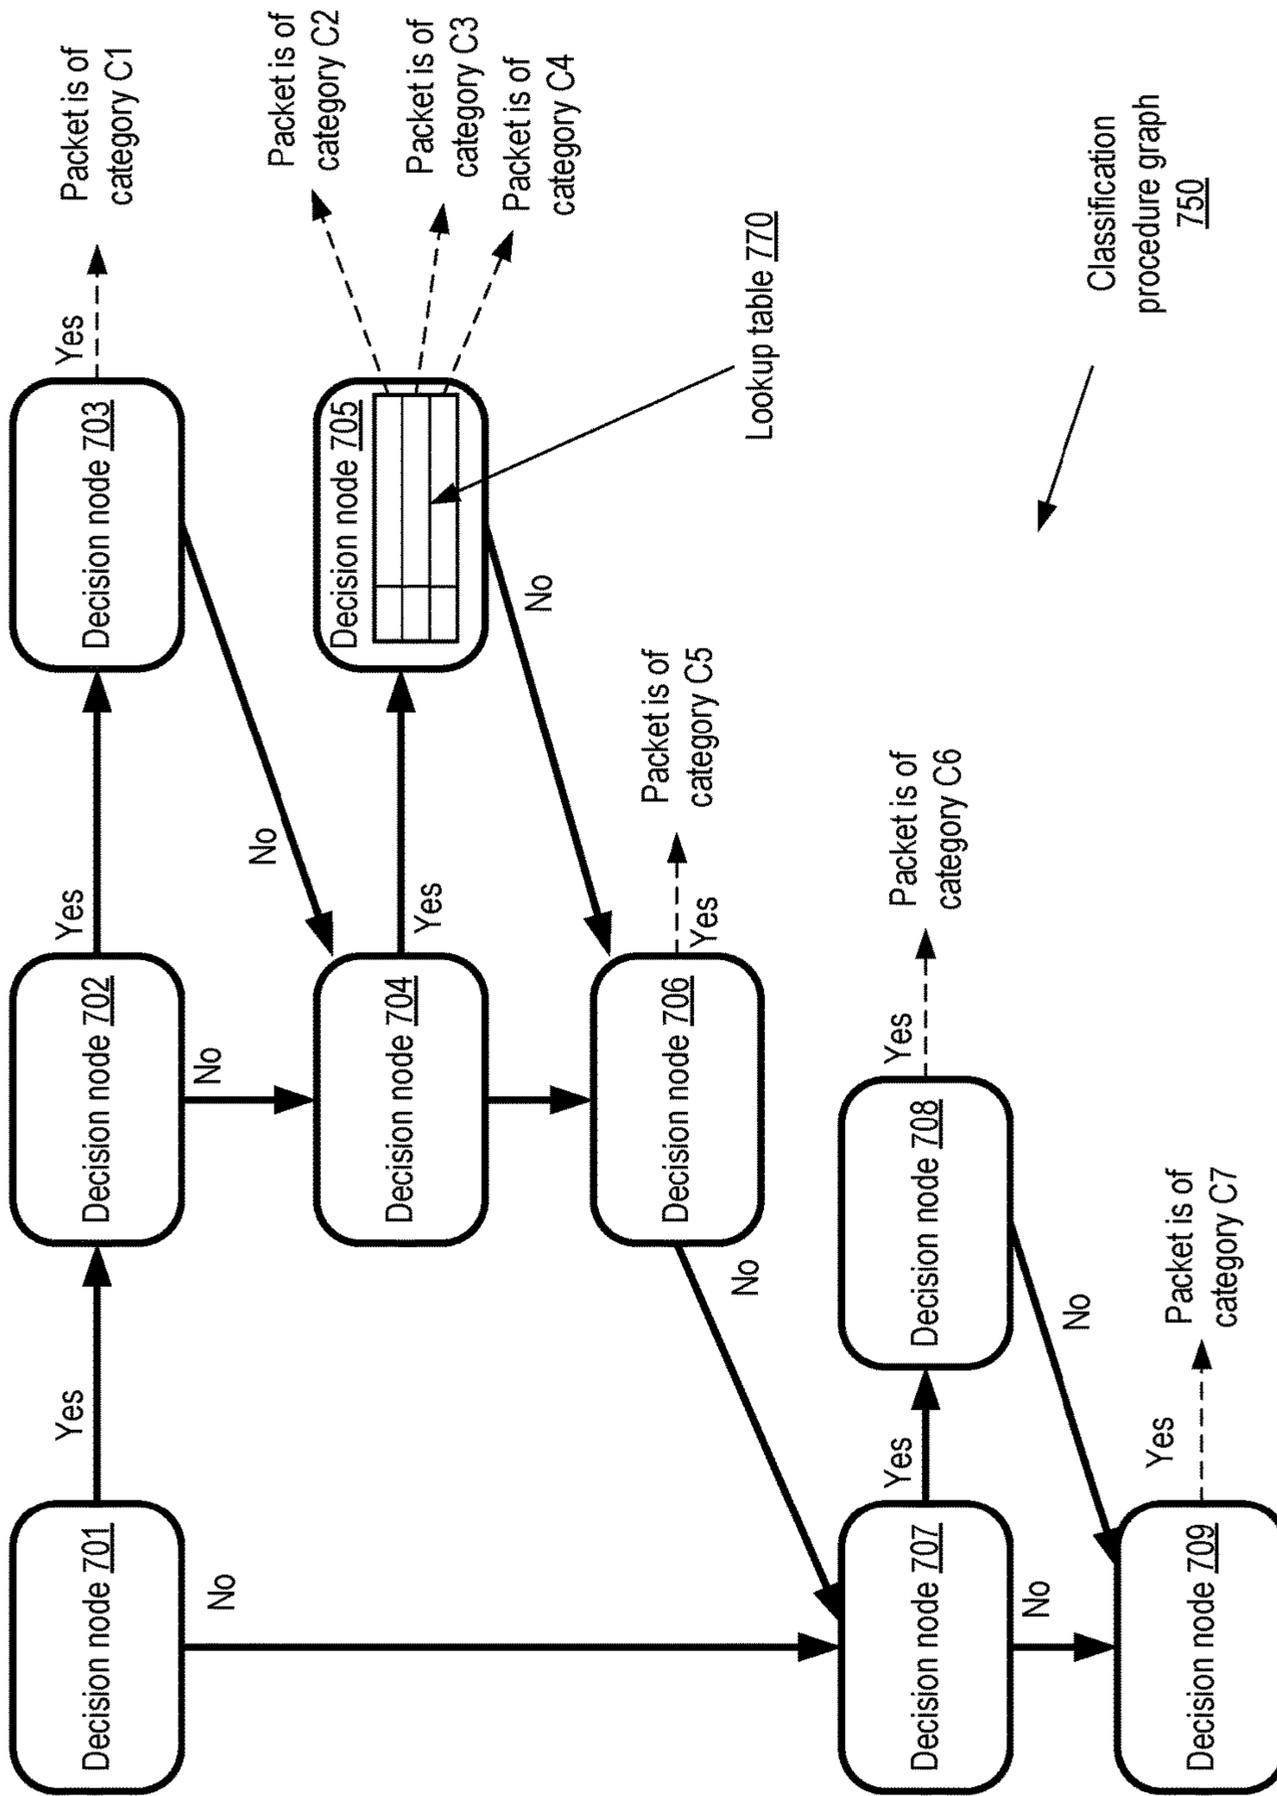 Decision node 701
Yes
No
Decision node 702
Yes
No
Decision node 703
Yes
No
Packet is of
category C1
Decision node 704
Yes
Decision node 705
No
Packet is of
category C2
Packet is of
category C3
Packet is of
category C4
Lookup table 770
Decision node 706
Yes
No
Packet is of
category C5
Decision node 707
Yes
No
Decision node 708
Yes
No
Packet is of
category C6
Decision node 709
Yes
Packet is of
category C7
Classification
procedure graph
750